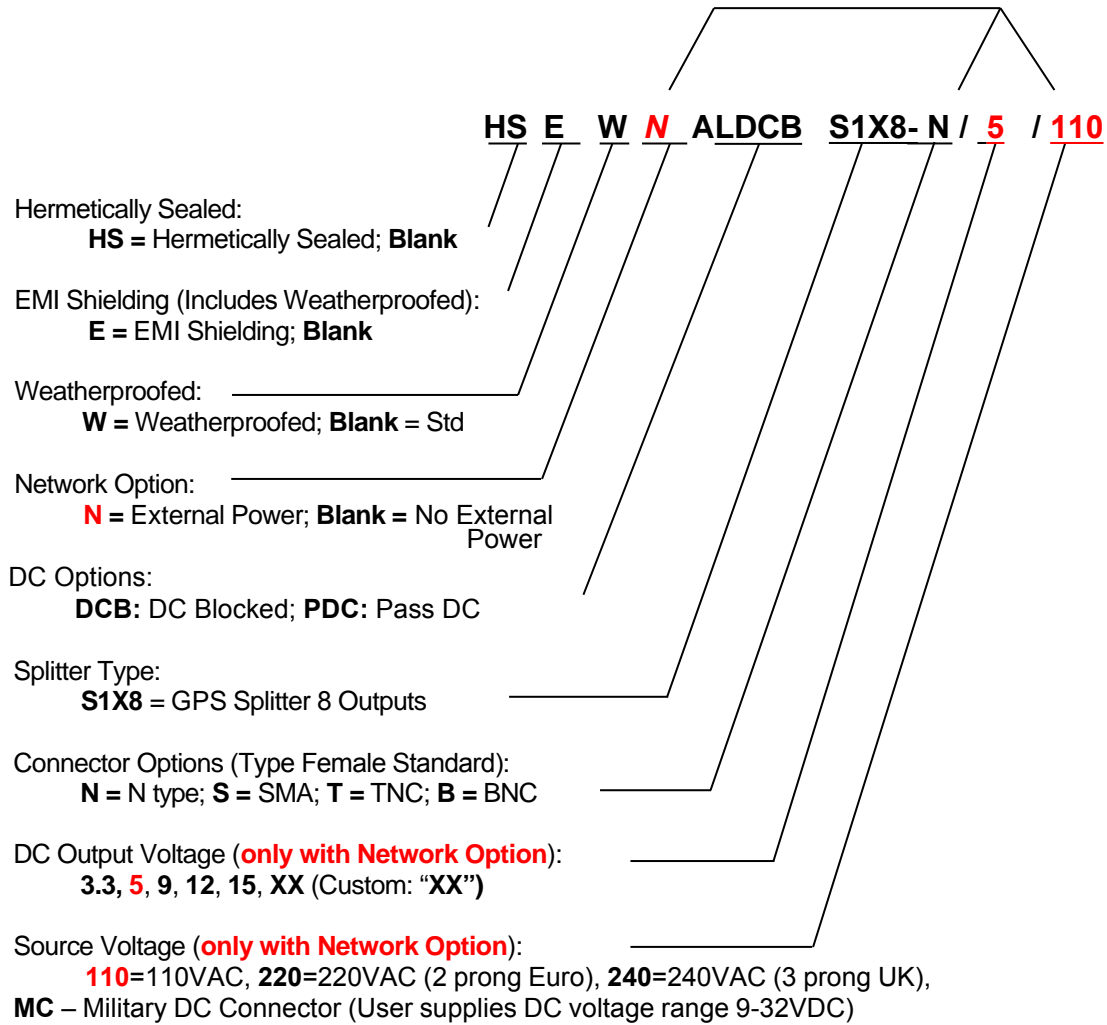 HS E W N ALDCB S1X8- N / 5 / 110
Hermetically Sealed:
HS = Hermetically Sealed; Blank
EMI Shielding (Includes Weatherproofed):
E = EMI Shielding; Blank
Weatherproofed:
W = Weatherproofed; Blank = Std
Network Option:
N = External Power; Blank = No External
Power
DC Options:
DCB: DC Blocked; PDC: Pass DC
Splitter Type:
S1X8 = GPS Splitter 8 Outputs
Connector Options (Type Female Standard):
N = N type; S = SMA; T = TNC; B = BNC
DC Output Voltage (only with Network Option):
3.3, 5, 9, 12, 15, XX (Custom: “XX”)
Source Voltage (only with Network Option):
110=110VAC, 220=220VAC (2 prong Euro), 240=240VAC (3 prong UK),
MC – Military DC Connector (User supplies DC voltage range 9-32VDC)